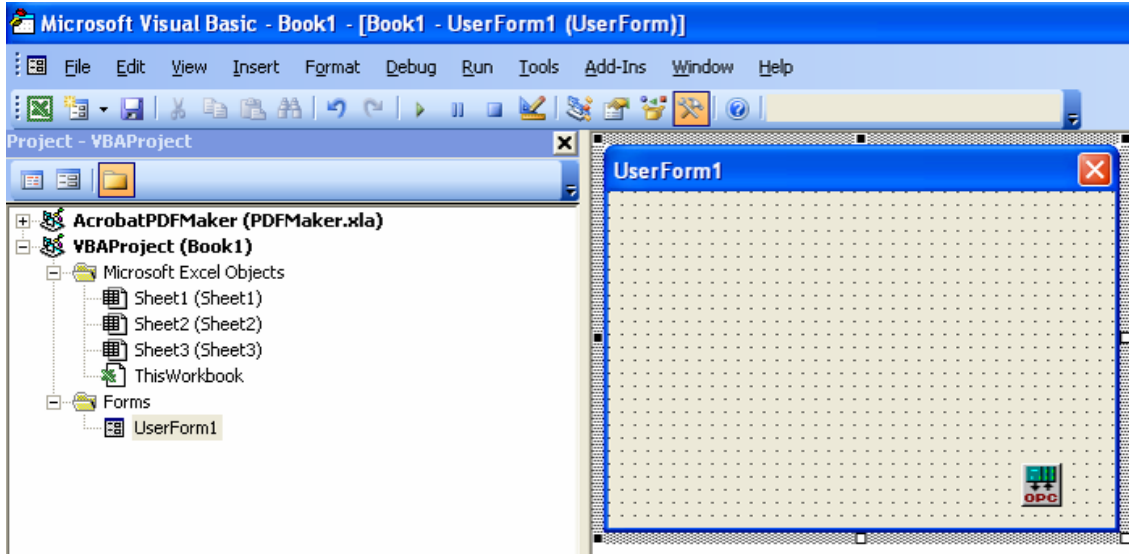 Microsoft Visual Basic - Book1 - [Book1 - UserForm1 (UserForm)]
File Edit View Insert Format Debug Run Tools Add-Ins Window Help
Project - VBAProject
UserForm1
AcrobatPDFMaker (PDFMaker.xla)
VBAProject (Book1)
Microsoft Excel Objects
Sheet1 (Sheet1)
Sheet2 (Sheet2)
Sheet3 (Sheet3)
ThisWorkbook
Forms
UserForm1
OPC